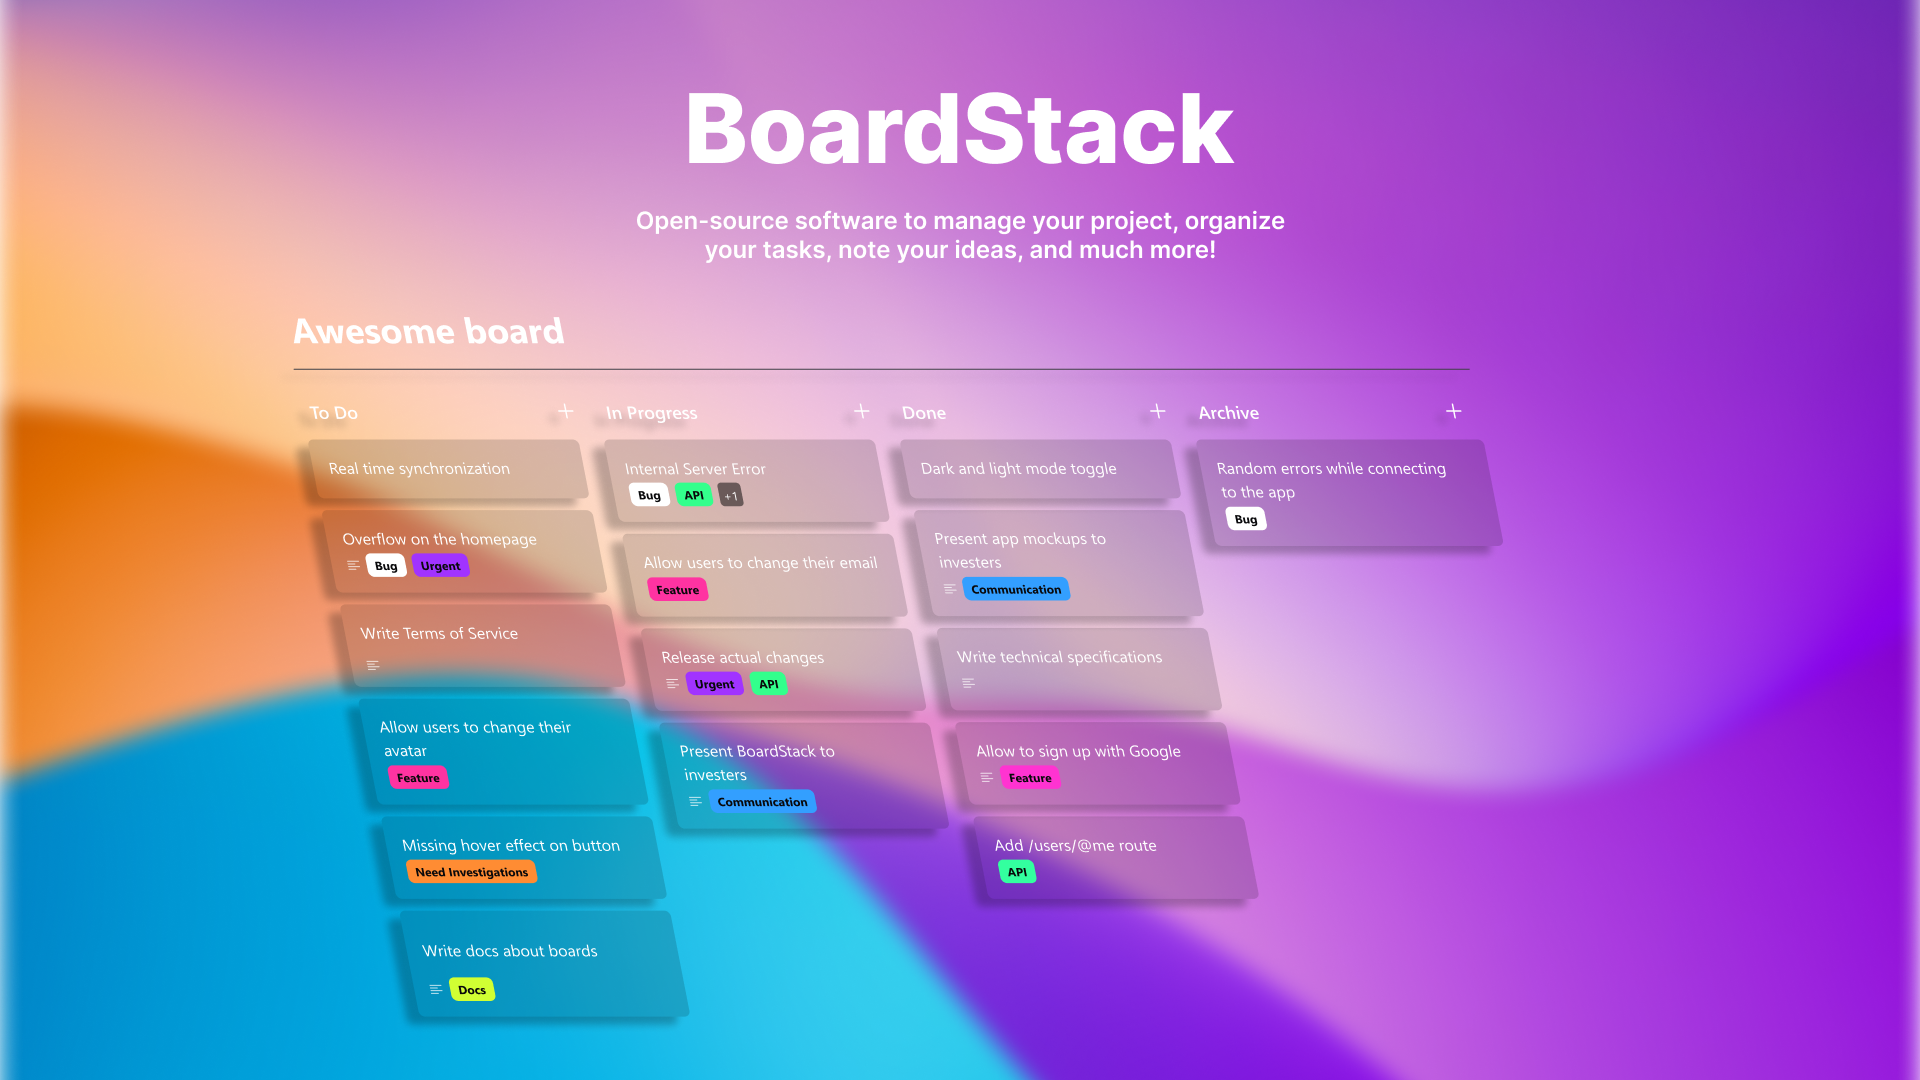 BoardStack
Open-source software to manage your project, organize
your tasks, note your ideas, and much more!
Awesome board
To Do
Real time synchronization
Overflow on the homepage
Bug Urgent
Write Terms of Service
Allow users to change their
avatar
Feature
Missing hover effect on button
Need Investigations
Write docs about boards
Docs
In Progress
Internal Server Error
Bug API +1
Allow users to change their email
Feature
Release actual changes
Urgent API
Present BoardStack to
investers
Communication
Done
Dark and light mode toggle
Present app mockups to
investers
Communication
Write technical specifications
Allow to sign up with Google
Feature
Add /users/@me route
API
Archive
Random errors while connecting
to the app
Bug